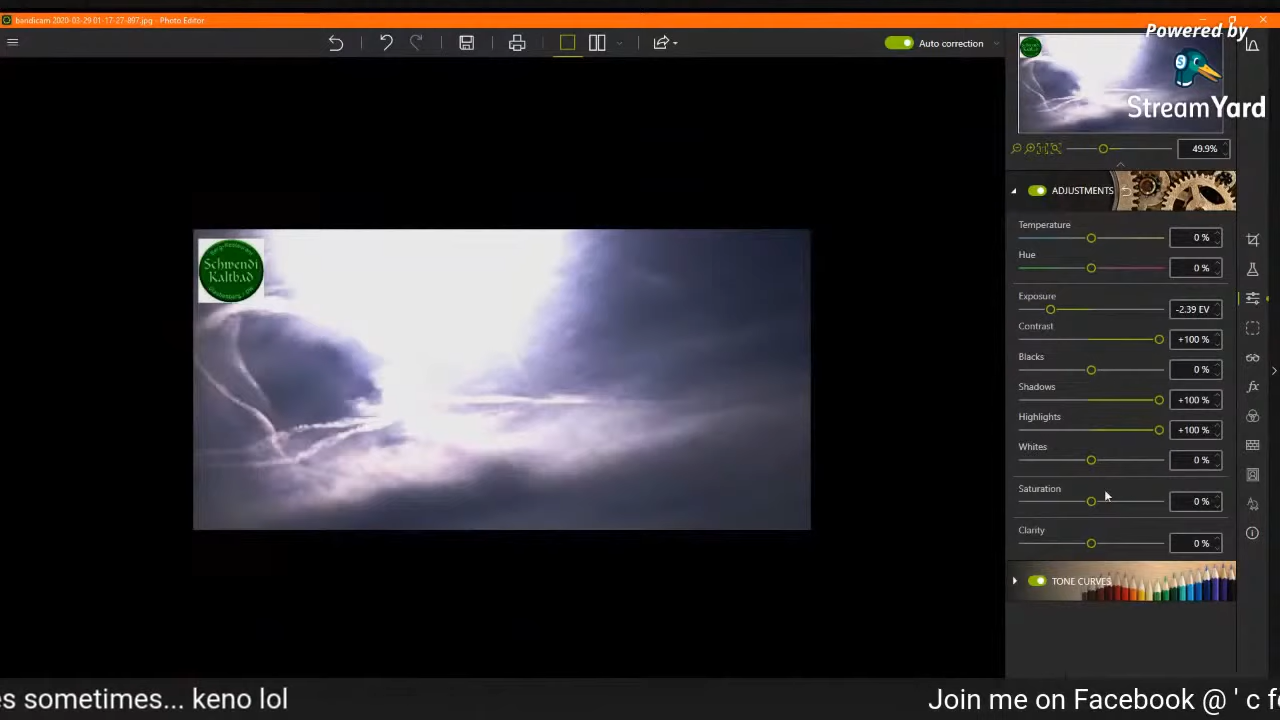 bandicam 2020-03-29 01-17-27-897.jpg - Photo Editor
Powered by
StreamYard
Auto correction
49.9%
ADJUSTMENTS
Temperature
0 %
Hue
0 %
Exposure
-2.39 EV
Contrast
+100 %
Blacks
0 %
Shadows
+100 %
Highlights
+100 %
Whites
0 %
Saturation
0 %
Clarity
0 %
TONE CURVES
Schwendi
Kaltbad
es sometimes... keno lol
Join me on Facebook @ ' c f